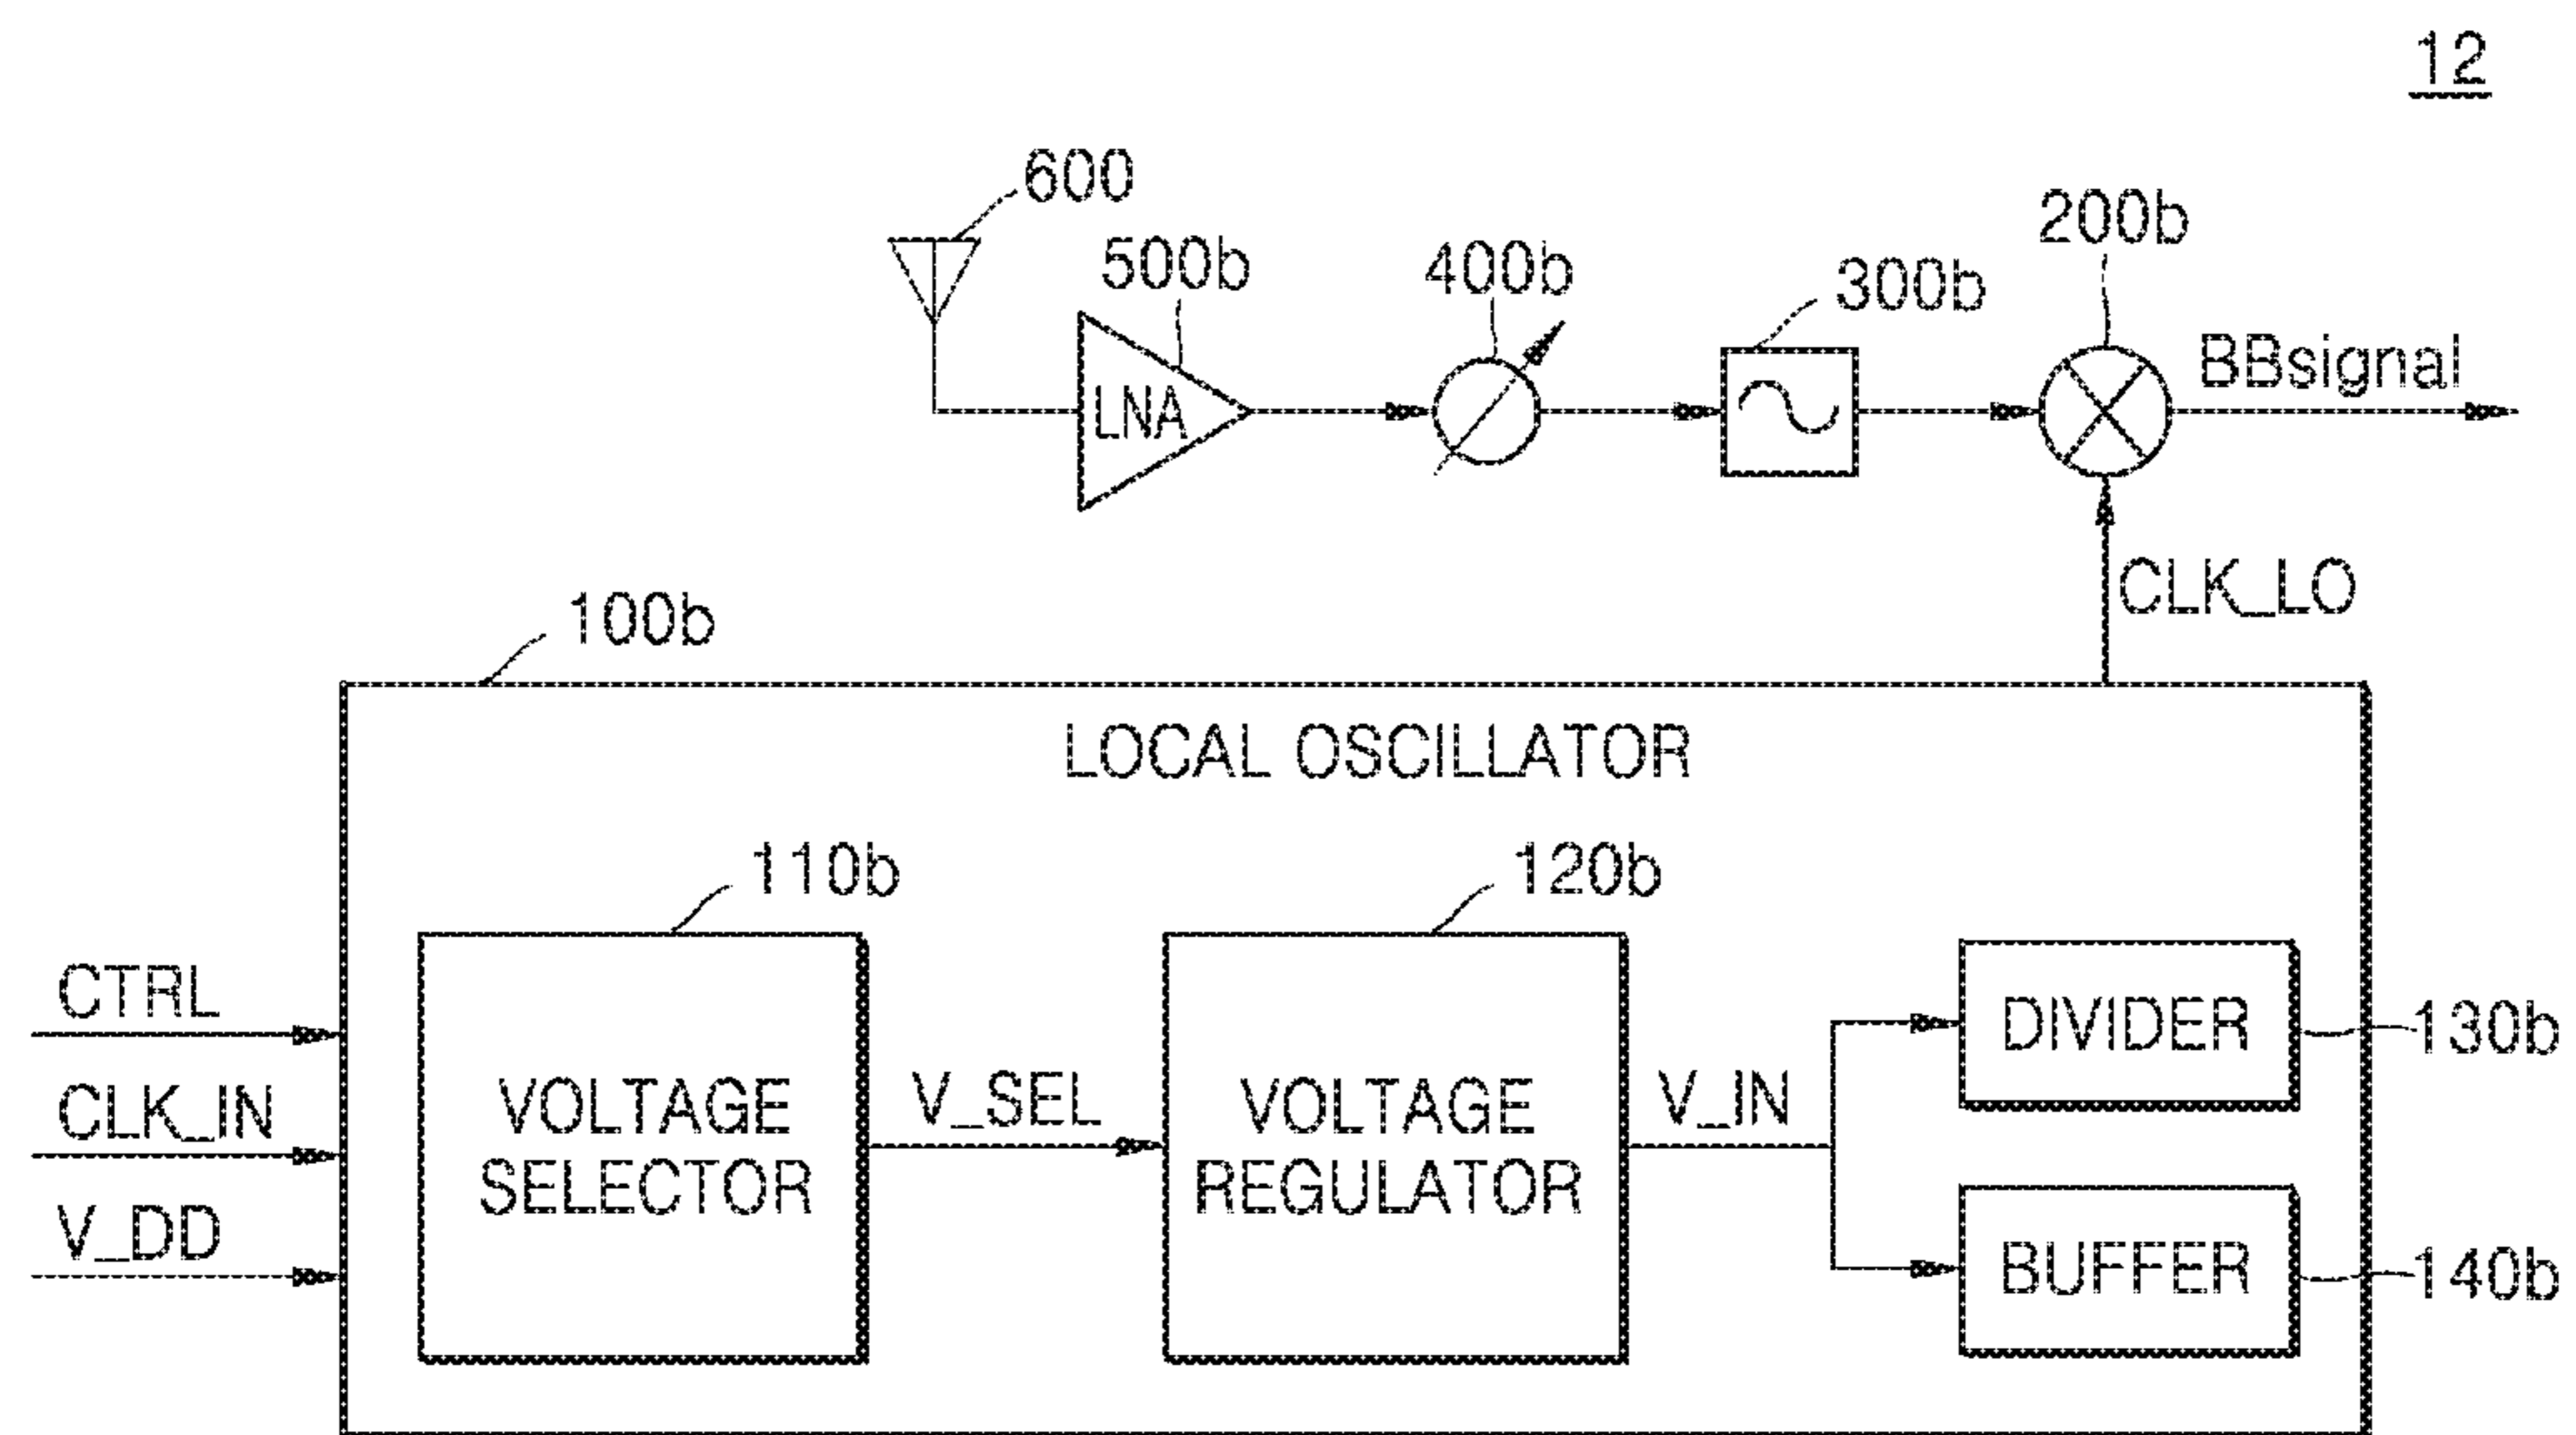 12
600
500b
400b
300b
200b
LNA
BBsignal
CLK_LO
100b
LOCAL OSCILLATOR
110b
120b
CTRL
CLK_IN
V_DD
VOLTAGE
SELECTOR
V_SEL
VOLTAGE
REGULATOR
V_IN
DIVIDER
130b
BUFFER
140b